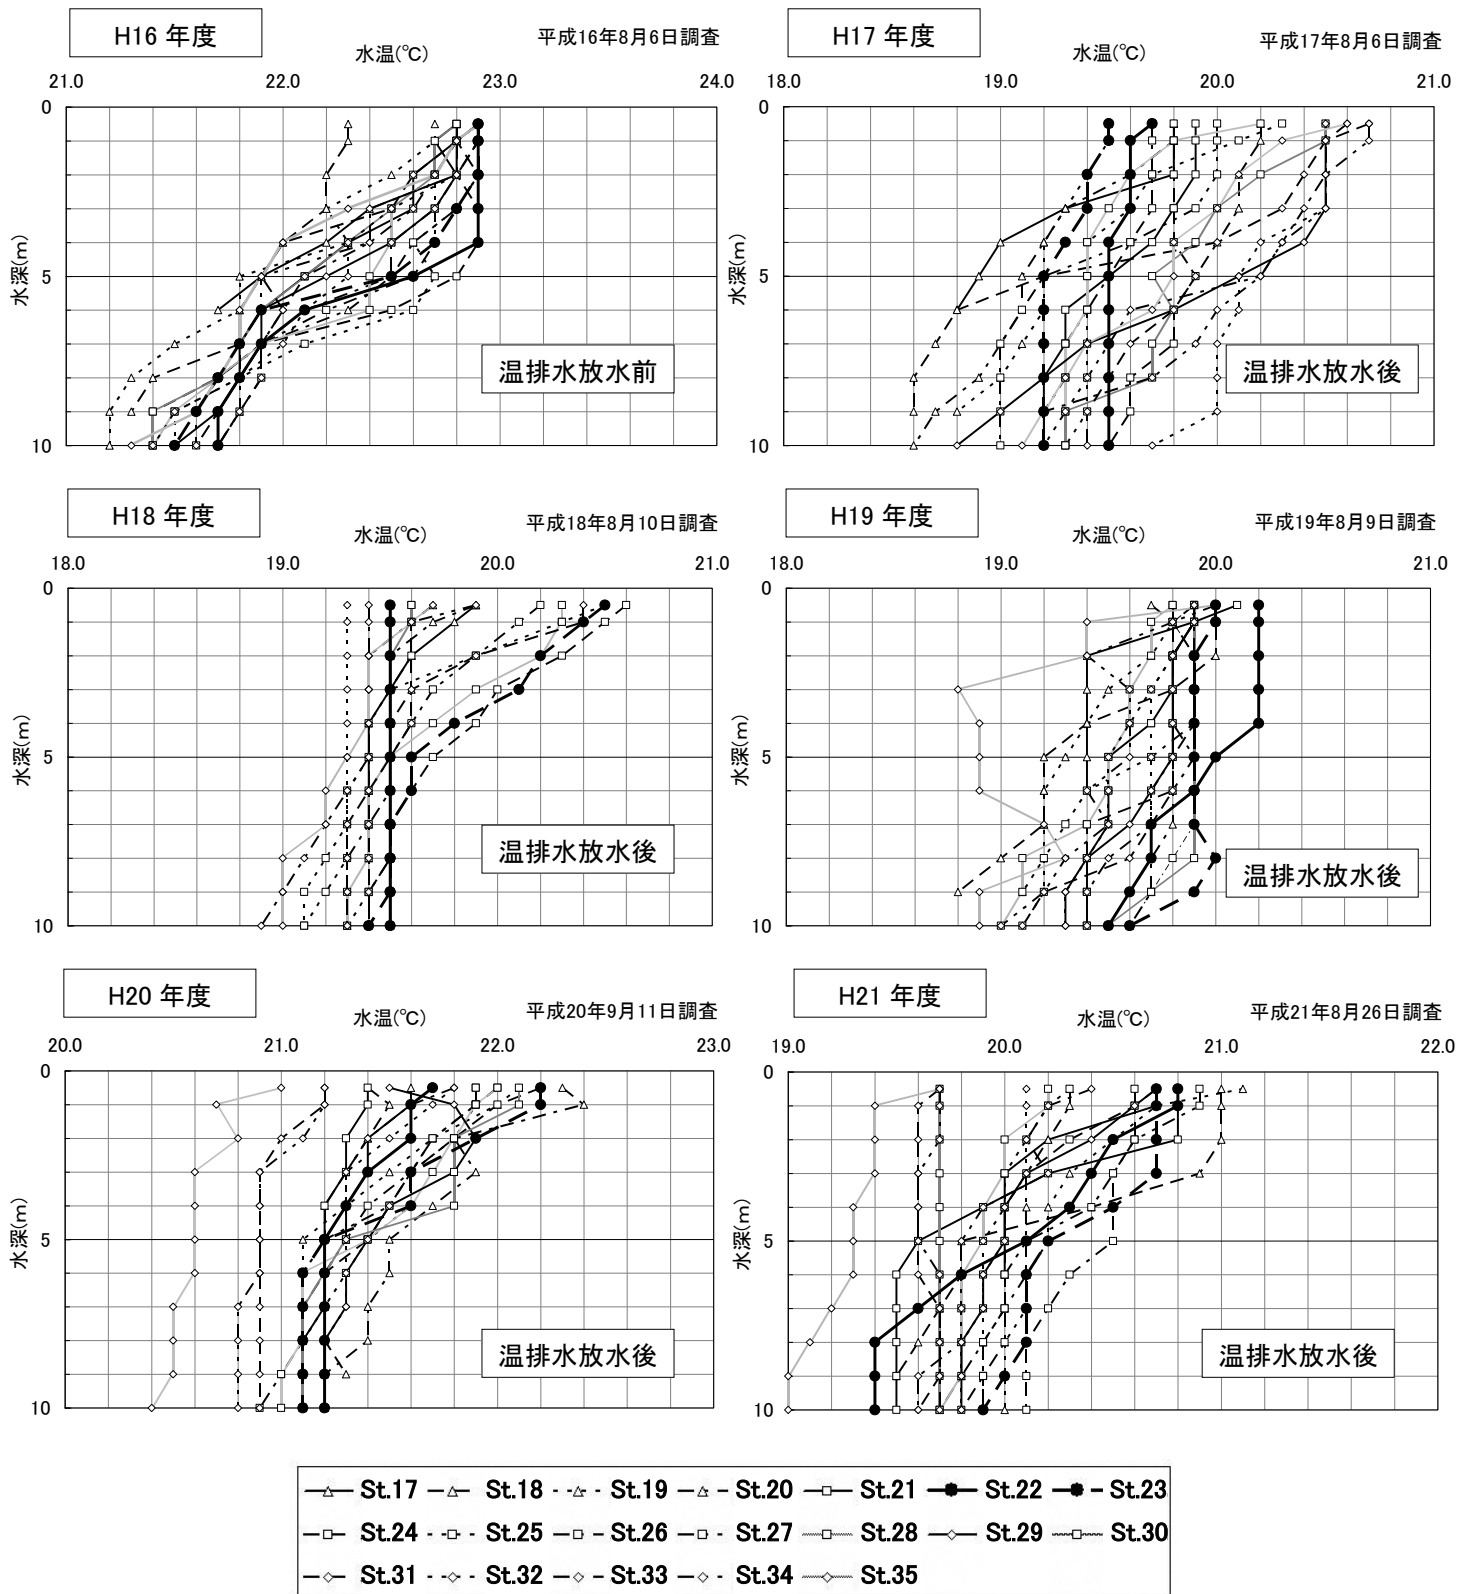 H16 年度
平成16年8月6日調査
水温(℃)
21.0 22.0 23.0 24.0
0
5
10
水深(m)
温排水放水前
H17 年度
平成17年8月6日調査
水温(℃)
18.0 19.0 20.0 21.0
0
5
10
水深(m)
温排水放水後
H18 年度
平成18年8月10日調査
水温(℃)
18.0 19.0 20.0 21.0
0
5
10
水深(m)
温排水放水後
H19 年度
平成19年8月9日調査
水温(℃)
18.0 19.0 20.0 21.0
0
5
10
水深(m)
温排水放水後
H20 年度
平成20年9月11日調査
水温(℃)
20.0 21.0 22.0 23.0
0
5
10
水深(m)
温排水放水後
H21 年度
平成21年8月26日調査
水温(℃)
19.0 20.0 21.0 22.0
0
5
10
水深(m)
温排水放水後
St.17 St.18 St.19 St.20 St.21 St.22 St.23
St.24 St.25 St.26 St.27 St.28 St.29 St.30
St.31 St.32 St.33 St.34 St.35